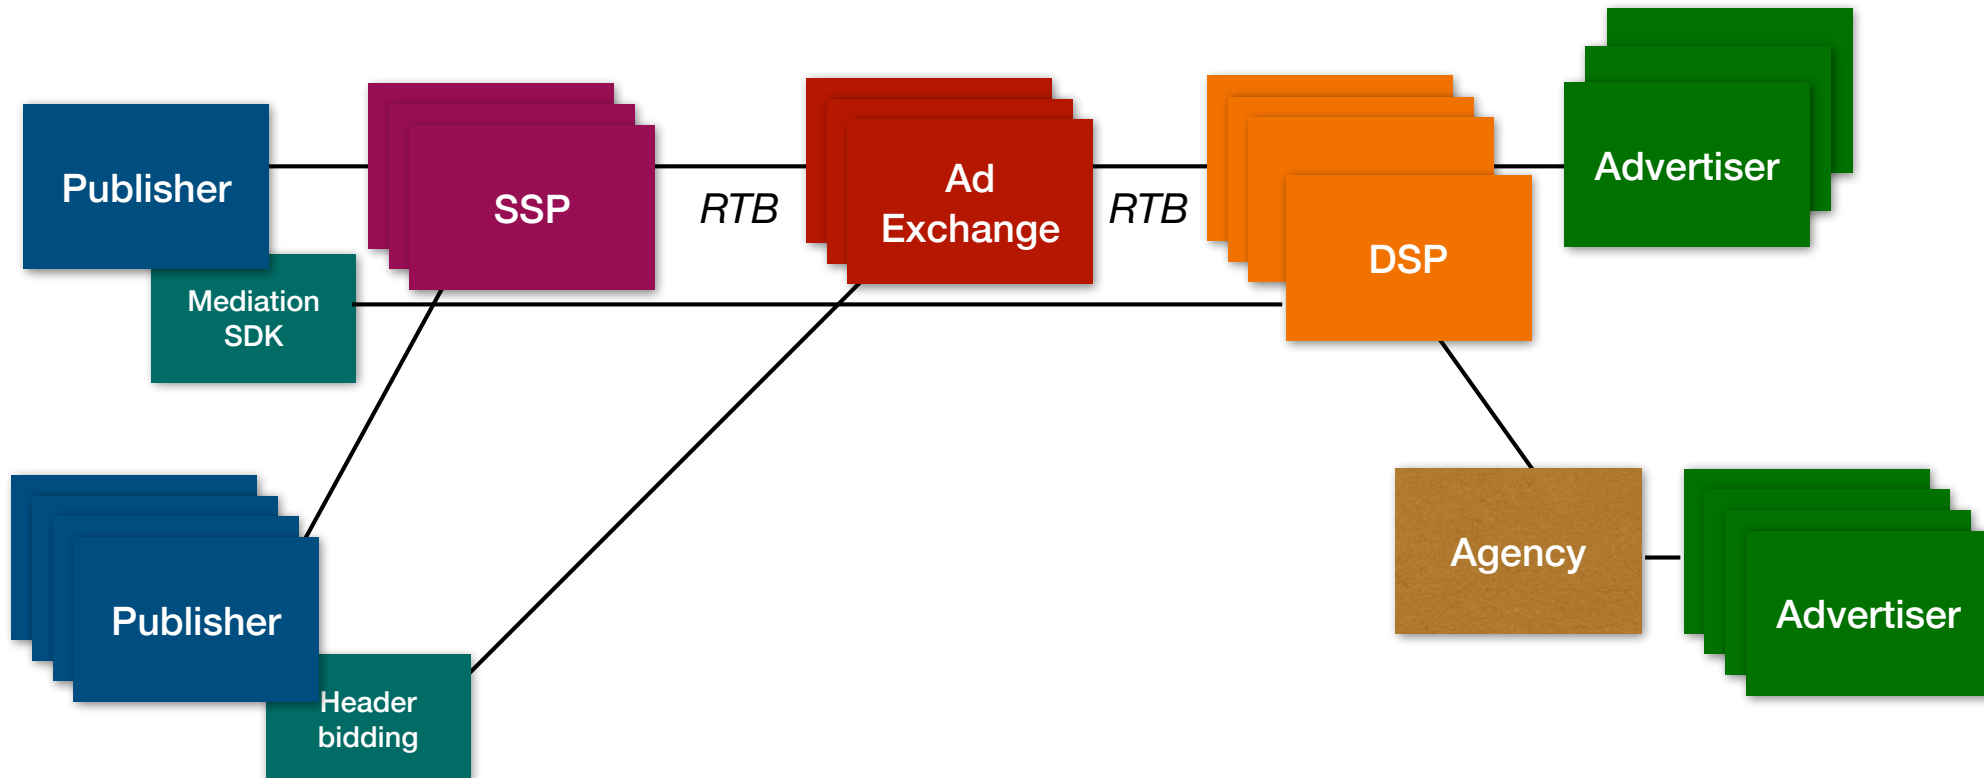 Publisher
SSP
RTB
Ad
Exchange
RTB
DSP
Advertiser
Mediation
SDK
Publisher
Header
bidding
Agency
Advertiser